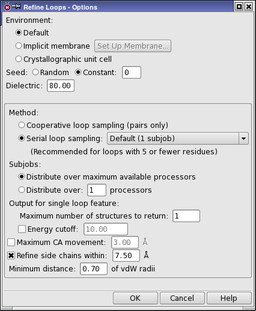 Refine Loops - Options
Environment:
Default
Implicit membrane Set Up Membrane...
Crystallographic unit cell
Seed: Random Constant: 0
Dielectric: 80.00
Method:
Cooperative loop sampling (pairs only)
Serial loop sampling: Default (1 subjob)
(Recommended for loops with 5 or fewer residues)
Subjobs:
Distribute over maximum available processors
Distribute over: 1 processors
Output for single loop feature:
Maximum number of structures to return: 1
Energy cutoff: 10.00
Maximum CA movement: 3.00 Å
Refine side chains within: 7.50 Å
Minimum distance: 0.70 of vdW radii
OK Cancel Help